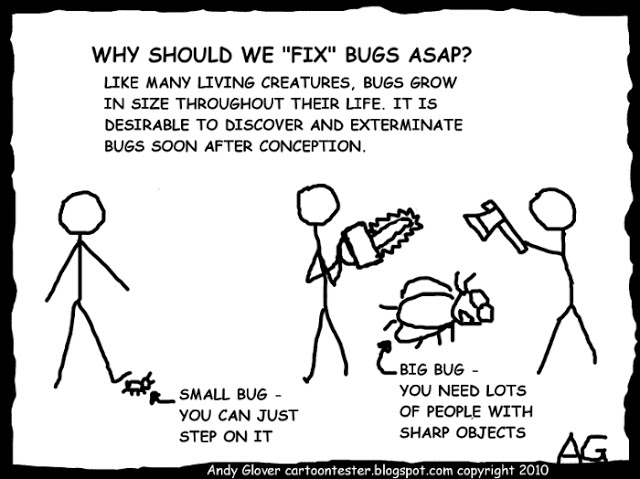 WHY SHOULD WE "FIX" BUGS ASAP?
LIKE MANY LIVING CREATURES, BUGS GROW
IN SIZE THROUGHOUT THEIR LIFE. IT IS
DESIRABLE TO DISCOVER AND EXTERMINATE
BUGS SOON AFTER CONCEPTION.
SMALL BUG -
YOU CAN JUST
STEP ON IT
BIG BUG -
YOU NEED LOTS
OF PEOPLE WITH
SHARP OBJECTS
AG
Andy Glover cartoontester.blogspot.com copyright 2010